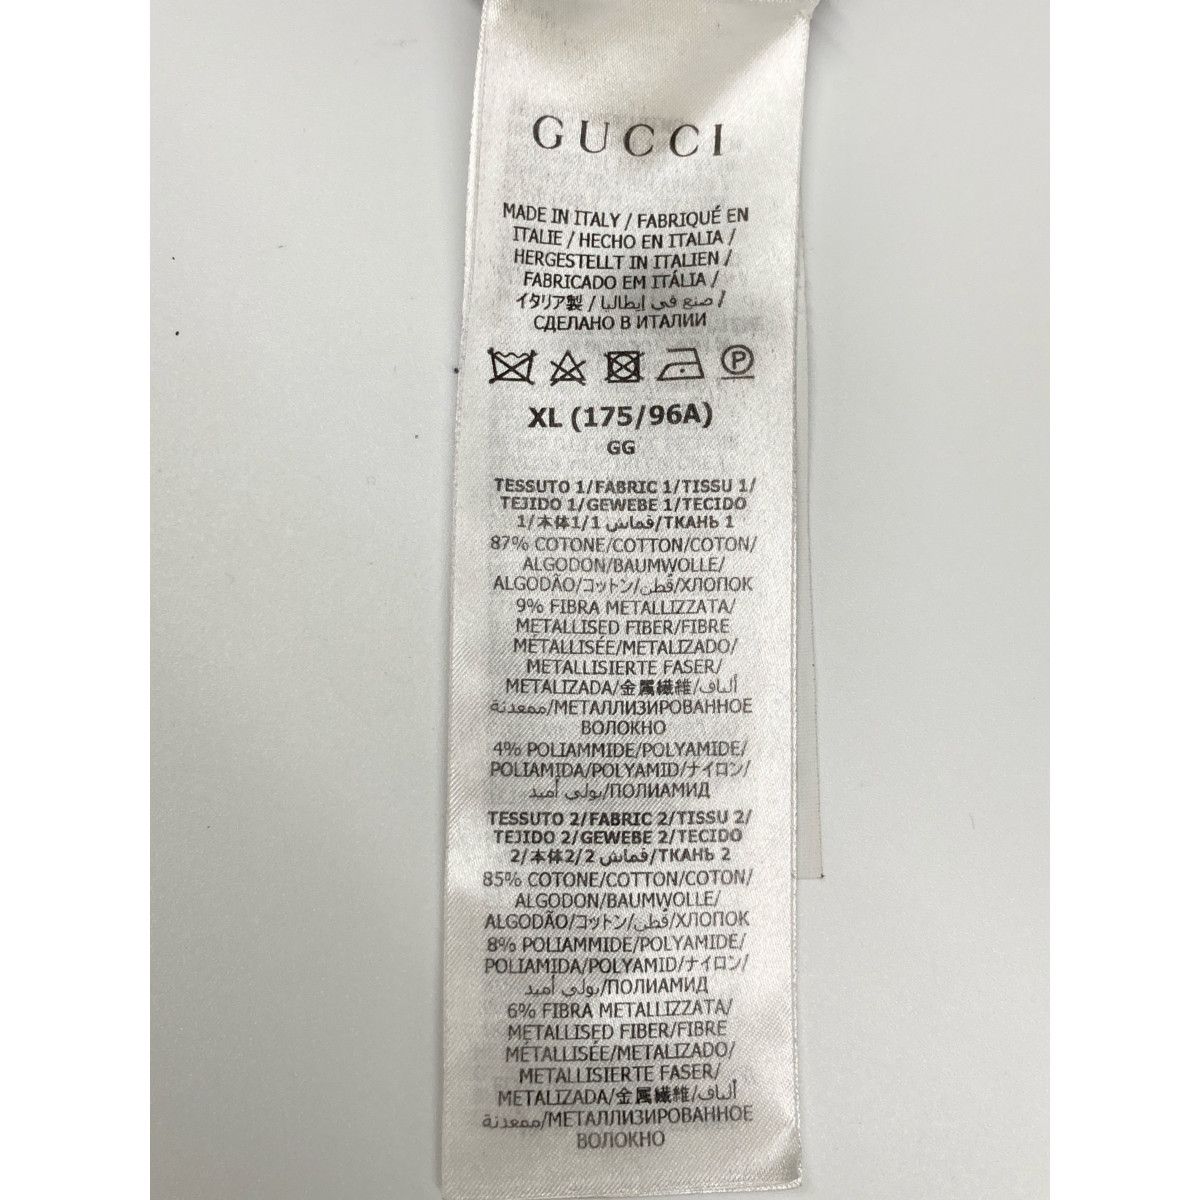 GUCCI
MADE IN ITALY / FABRIQUÉ EN
ITALIE / HECHO EN ITALIA /
HERGESTELLT IN ITALIEN /
FABRICADO EM ITÁLIA /
イタリア製 / صنع في إيطاليا /
СДЕЛАНО В ИТАЛИИ
P
XL (175/96A)
GG
TESSUTO 1/FABRIC 1/TISSU 1/
TEJIDO 1/GEWEBE 1/TECIDO
1/本体1/1 قماش/ТКАНЬ 1
87% COTONE/COTTON/COTON/
ALGODON/BAUMWOLLE/
ALGODÃO/コットン/قطن/ХЛОПОК
9% FIBRA METALLIZZATA/
METALLISED FIBER/FIBRE
MÉTALLISÉE/METALIZADO/
METALLISIERTE FASER/
METALIZADA/金属繊維/ألياف
ممعدنة/МЕТАЛЛИЗИРОВАННОЕ
ВОЛОКНО
4% POLIAMMIDE/POLYAMIDE/
POLIAMIDA/POLYAMID/ナイロン/
بولي أميد/ПОЛИАМИД
TESSUTO 2/FABRIC 2/TISSU 2/
TEJIDO 2/GEWEBE 2/TECIDO
2/本体2/2 قماش/ТКАНЬ 2
85% COTONE/COTTON/COTON/
ALGODON/BAUMWOLLE/
ALGODÃO/コットン/قطن/ХЛОПОК
8% POLIAMMIDE/POLYAMIDE/
POLIAMIDA/POLYAMID/ナイロン/
بولي أميد/ПОЛИАМИД
6% FIBRA METALLIZZATA/
METALLISED FIBER/FIBRE
MÉTALLISÉE/METALIZADO/
METALLISIERTE FASER/
METALIZADA/金属繊維/ألياف
ممعدنة/МЕТАЛЛИЗИРОВАННОЕ
ВОЛОКНО